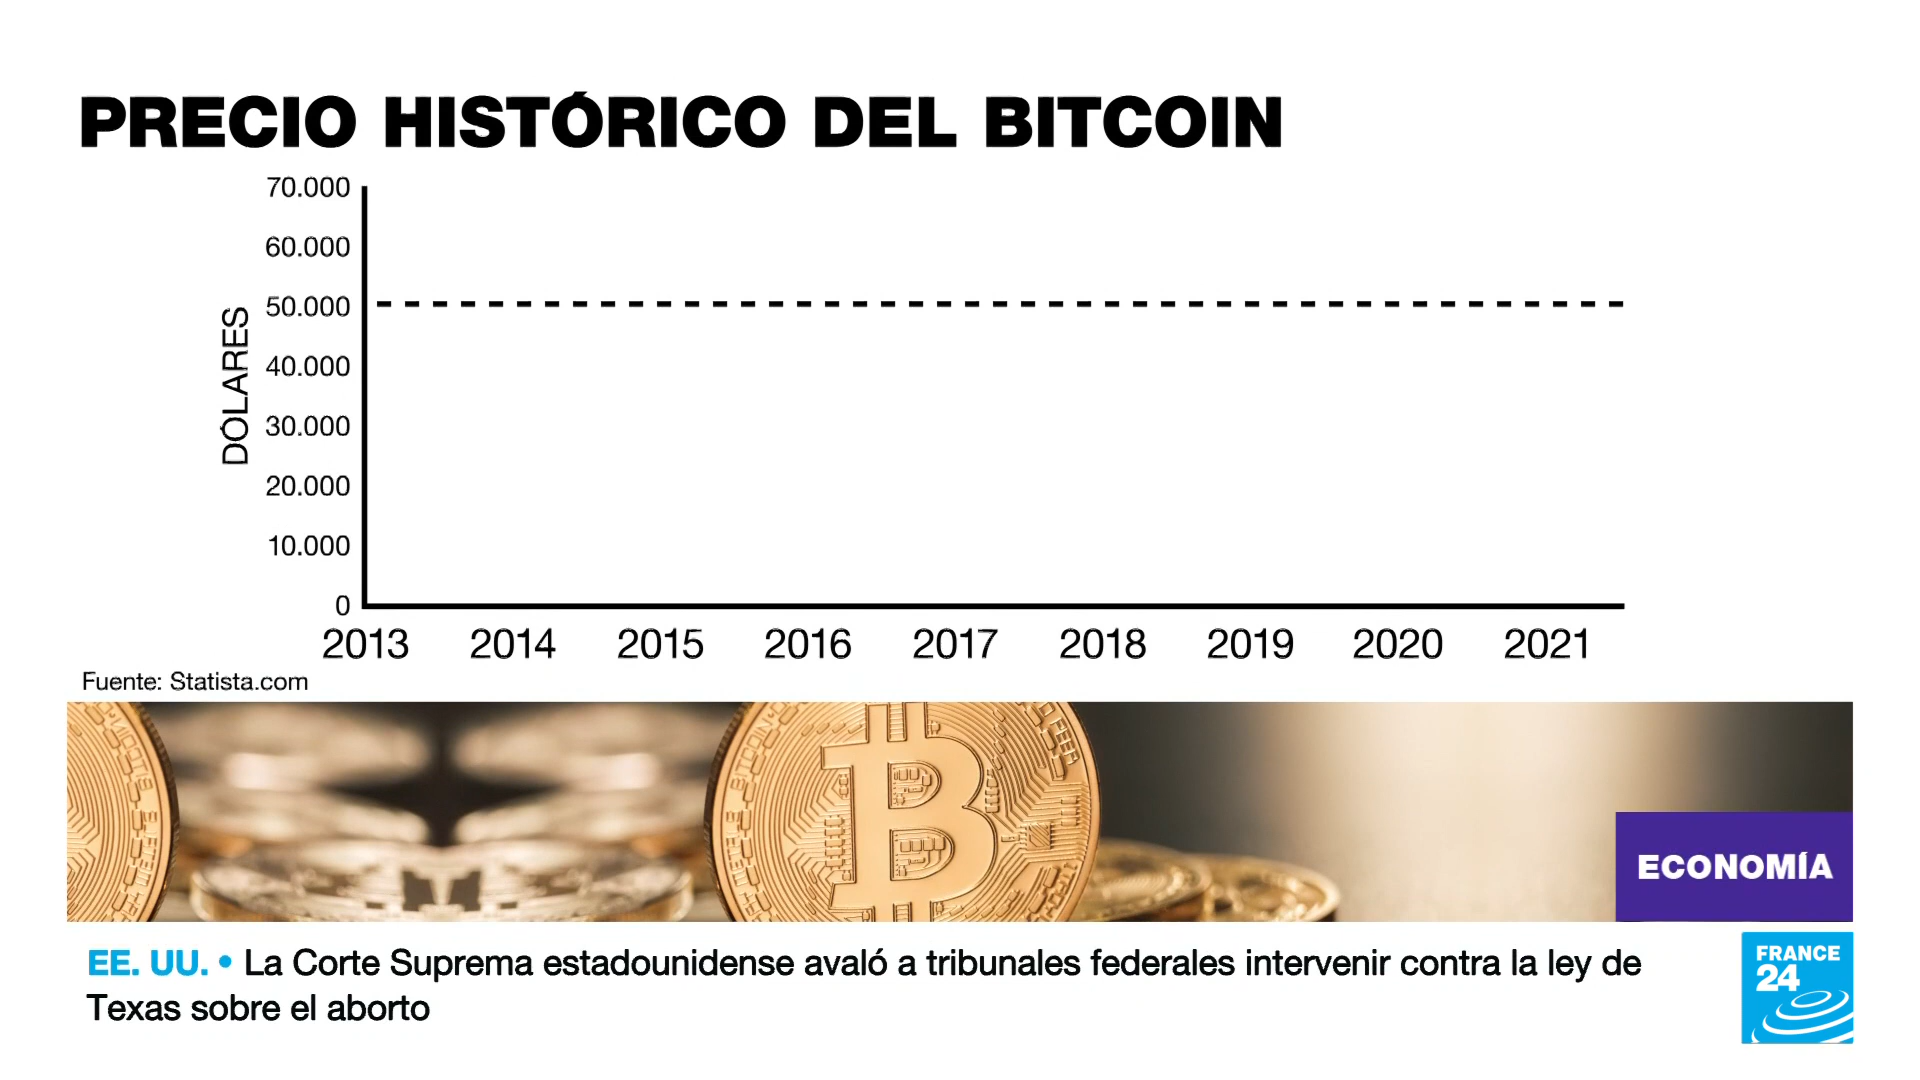 PRECIO HISTÓRICO DEL BITCOIN
70.000
60.000
50.000
40.000
30.000
20.000
10.000
0
DÓLARES
2013 2014 2015 2016 2017 2018 2019 2020 2021
Fuente: Statista.com
BITCOIN
PEER
ECONOMÍA
EE. UU. • La Corte Suprema estadounidense avaló a tribunales federales intervenir contra la ley de
Texas sobre el aborto
FRANCE
24